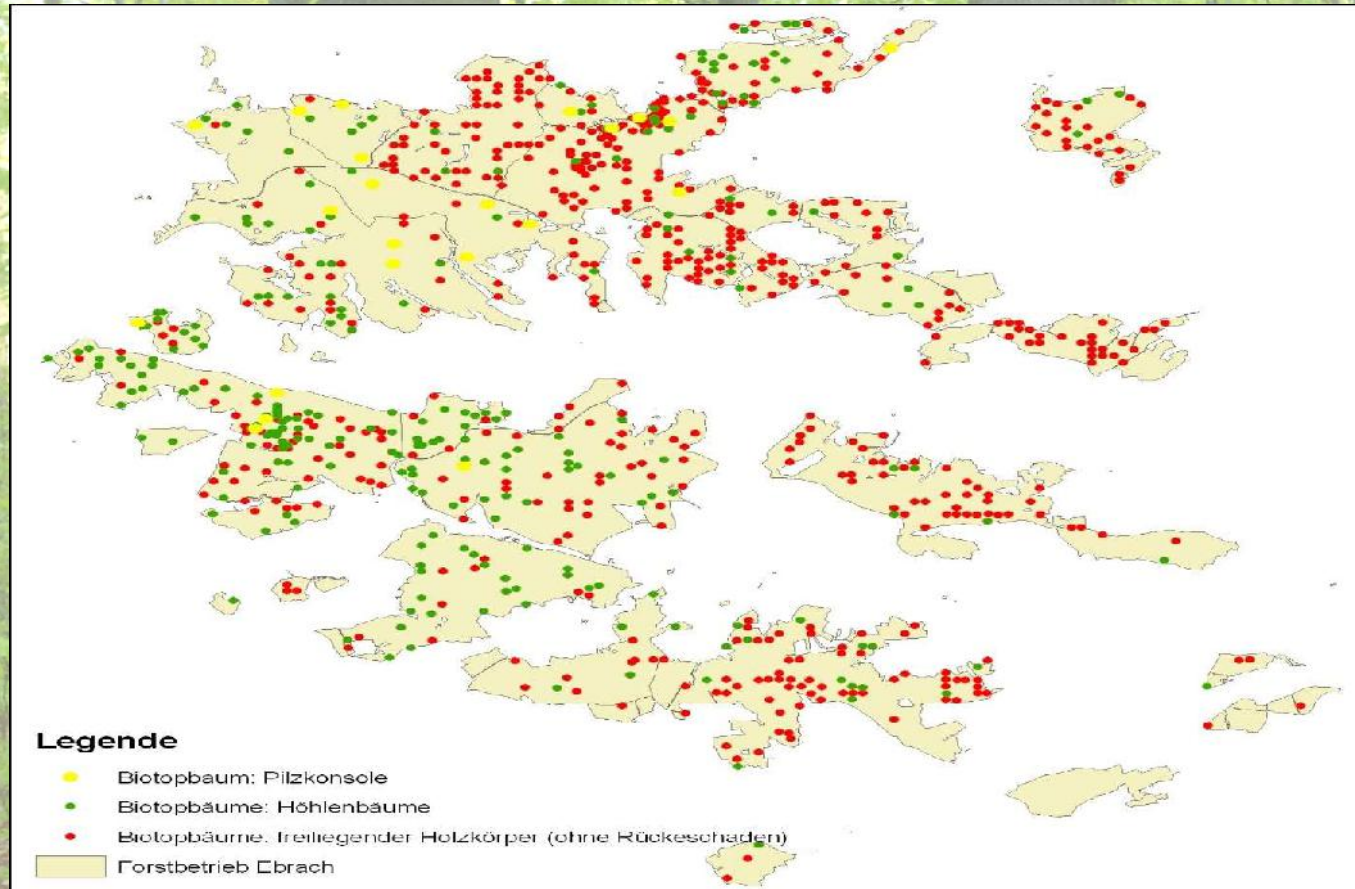 Legende
Biotopbaum: Pilzkonsole
Biotopbäume: Höhlenbäume
Biotopbäume: freiliegender Holzkörper (ohne Rückeschaden)
Forstbetrieb Ebrach